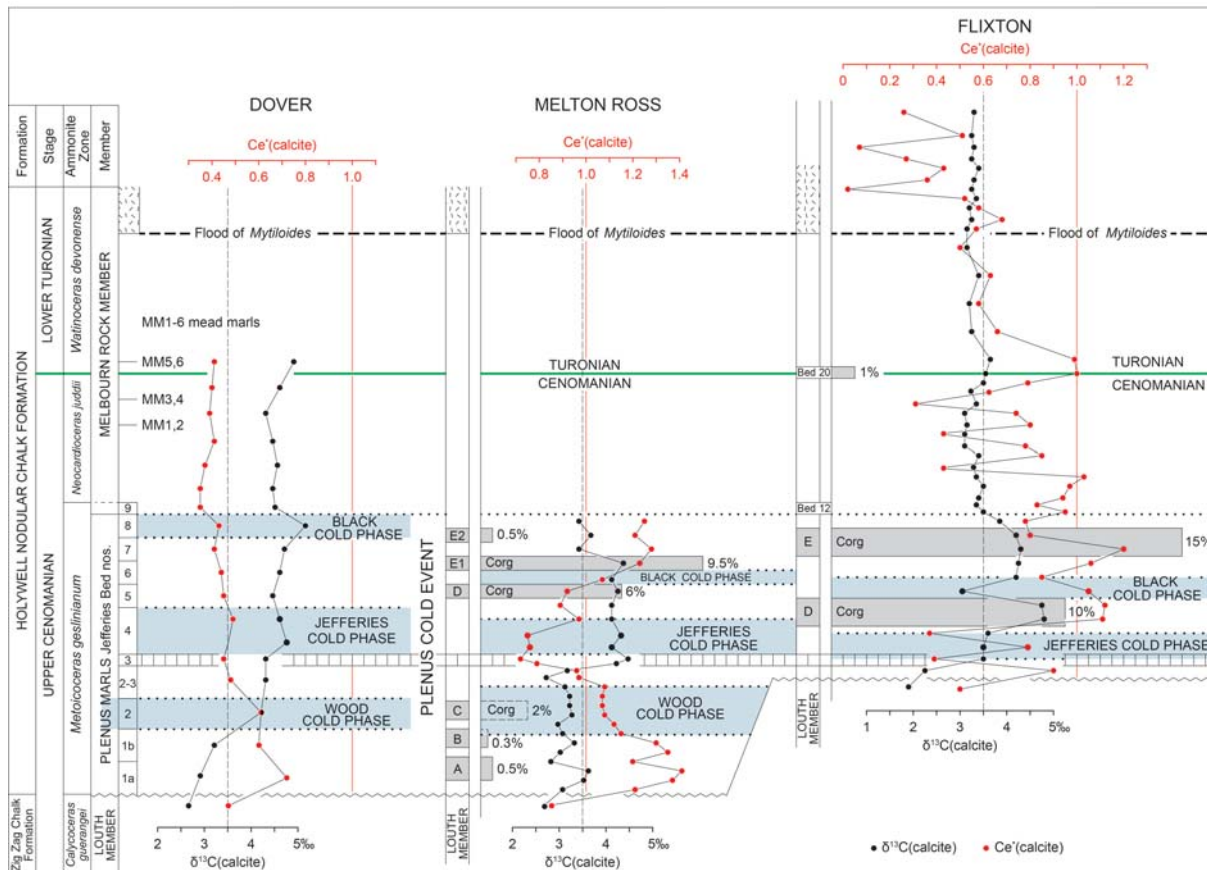 FLIXTON
Ce*(calcite)
0 0.2 0.4 0.6 0.8 1.0 1.2
DOVER
MELTON ROSS
Ce*(calcite)
Ce*(calcite)
0.4 0.6 0.8 1.0
0.8 1.0 1.2 1.4
Formation
Stage
Ammonite
Zone
Member
HOLYWELL NODULAR CHALK FORMATION
Zig Zag Chalk
Formation
LOWER TURONIAN
UPPER CENOMANIAN
Watinoceras devonense
Neocardioceras juddii
Metoicoceras geslinianum
Calycoceras
guerangei
MELBOURN ROCK MEMBER
PLENUS MARLS Jefferies Bed nos.
LOUTH
MEMBER
Flood of Mytiloides
Flood of Mytiloides
Flood of Mytiloides
MM1-6 mead marls
MM5,6
MM3,4
MM1,2
TURONIAN
CENOMANIAN
TURONIAN
CENOMANIAN
Bed 20
1%
Bed 12
9
8
7
6
5
4
3
2-3
2
1b
1a
BLACK
COLD PHASE
JEFFERIES
COLD PHASE
WOOD
COLD PHASE
PLENUS COLD EVENT
E2
0.5%
E1
Corg
9.5%
BLACK COLD PHASE
D
Corg
6%
JEFFERIES
COLD PHASE
WOOD
COLD PHASE
C
Corg
2%
B
0.3%
A
0.5%
LOUTH
MEMBER
E
Corg
15%
BLACK
COLD PHASE
D
Corg
10%
JEFFERIES COLD PHASE
LOUTH
MEMBER
1 2 3 4 5‰
δ13C(calcite)
2 3 4 5‰
δ13C(calcite)
2 3 4 5‰
δ13C(calcite)
δ13C(calcite)
Ce*(calcite)